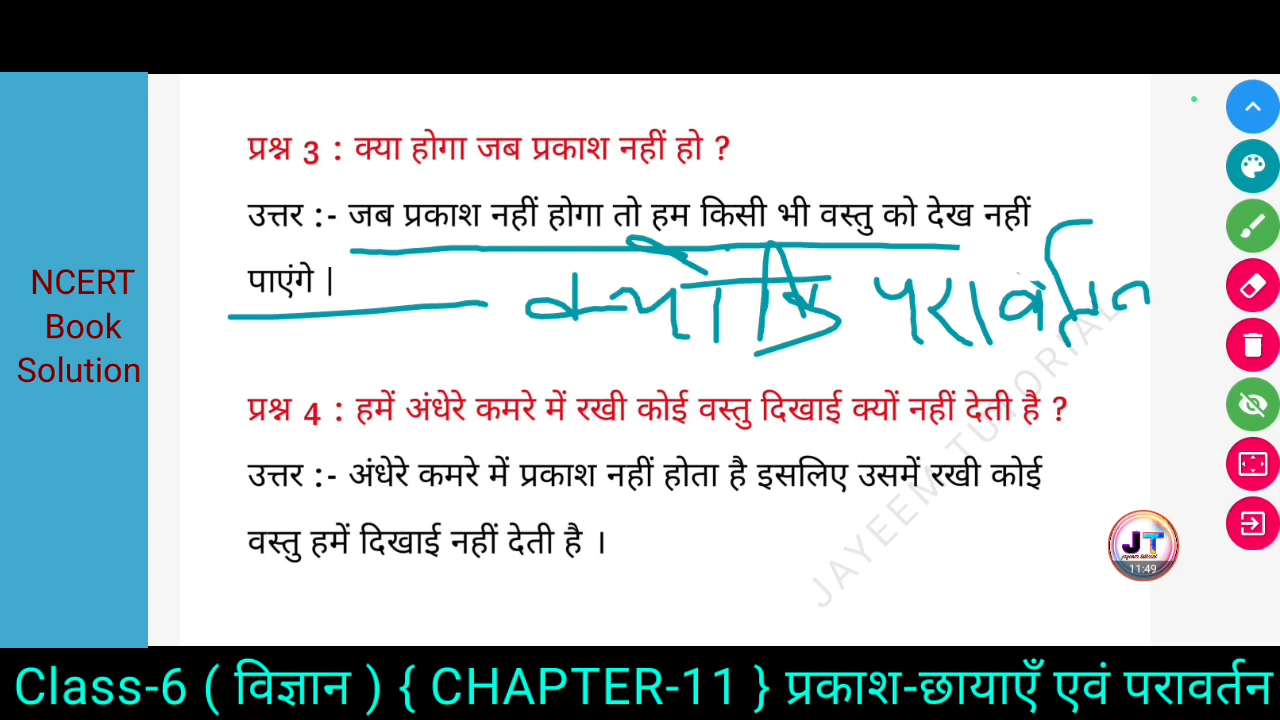 प्रश्न 3 : क्या होगा जब प्रकाश नहीं हो ?
उत्तर :- जब प्रकाश नहीं होगा तो हम किसी भी वस्तु को देख नहीं
पाएंगे |
क्योंकि परावर्तन
प्रश्न 4 : हमें अंधेरे कमरे में रखी कोई वस्तु दिखाई क्यों नहीं देती है ?
उत्तर :- अंधेरे कमरे में प्रकाश नहीं होता है इसलिए उसमें रखी कोई
वस्तु हमें दिखाई नहीं देती है ।
NCERT
Book
Solution
JAYEEM TUTORIAL
JT
11:49
Class-6 ( विज्ञान ) { CHAPTER-11 } प्रकाश-छायाएँ एवं परावर्तन